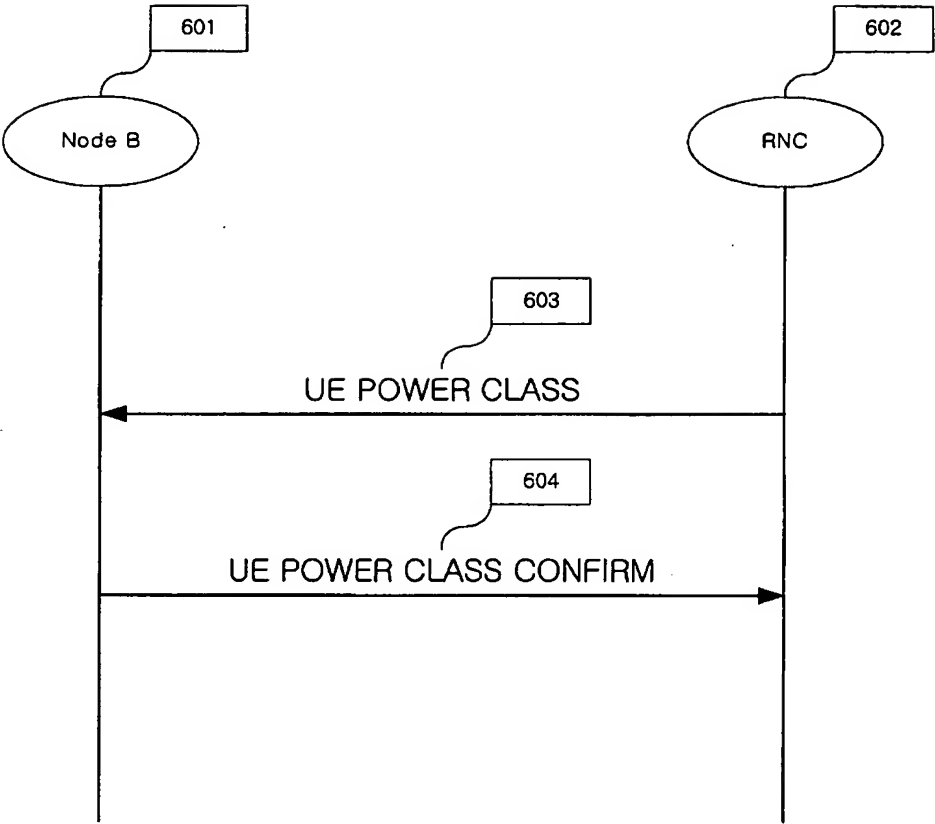 601
602
Node B
RNC
603
UE POWER CLASS
604
UE POWER CLASS CONFIRM